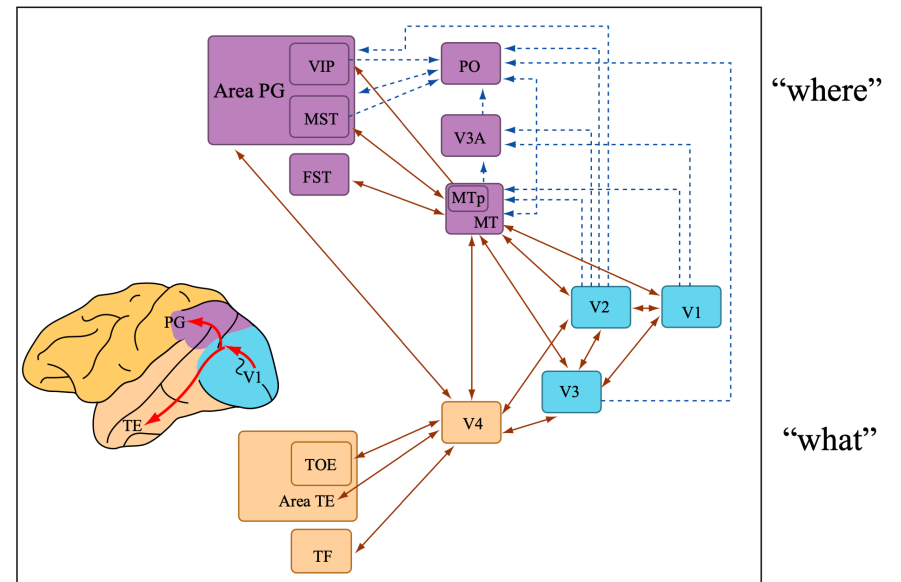 VIP
PO
“where”
Area PG
MST
V3A
FST
MTp
MT
V2
V1
PG
V1
V3
TE
V4
“what”
TOE
Area TE
TF